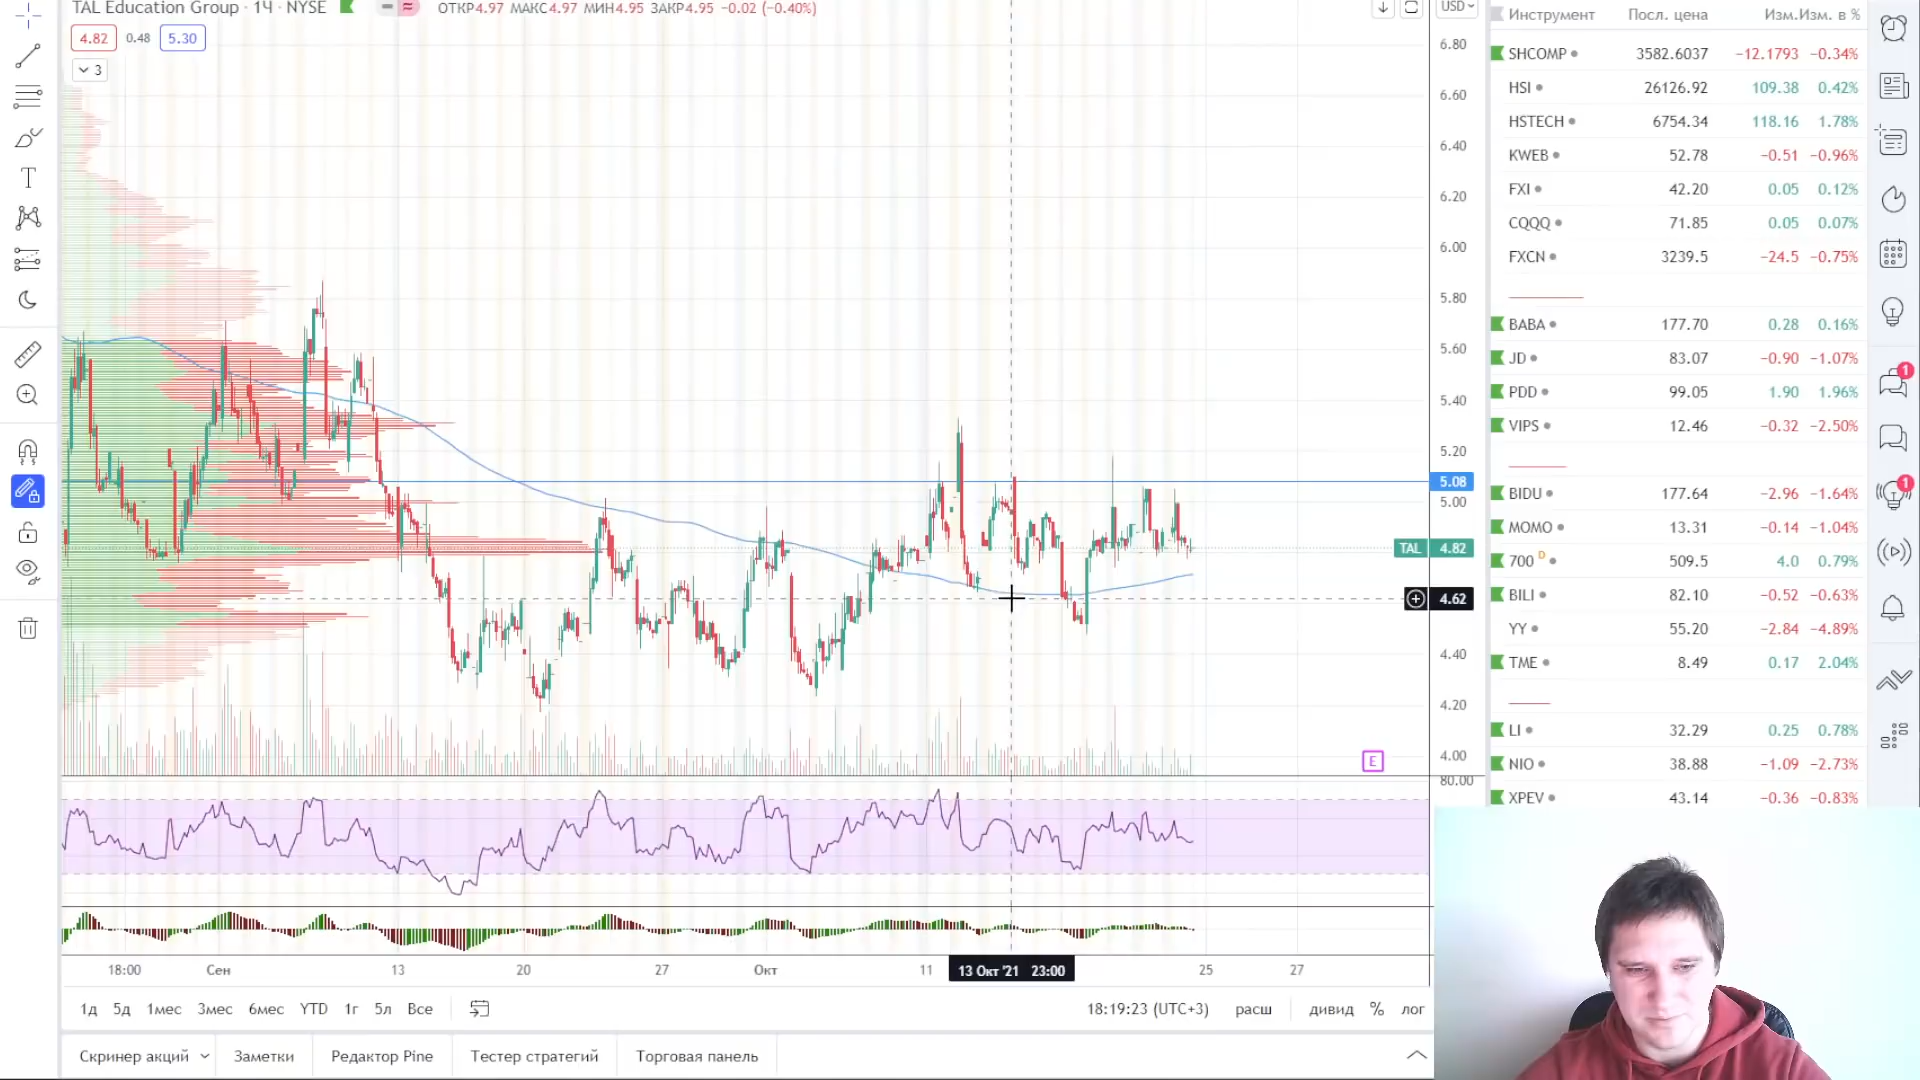 TAL Education Group · 1Ч · NYSE ОТКР4.97 МАКС4.97 МИН4.95 ЗАКР4.95 −0.02 (−0.40%)
4.82 0.48 5.30
3
USD
6.80
6.60
6.40
6.20
6.00
5.80
5.60
5.40
5.20
5.08
5.00
TAL 4.82
4.62
4.40
4.20
4.00
E
80.00
18:00 Сен 13 20 27 Окт 11 13 Окт '21 23:00 25 27
1д 5д 1мес 3мес 6мес YTD 1г 5л Все 18:19:23 (UTC+3) расш дивид % лог
Скринер акций Заметки Редактор Pine Тестер стратегий Торговая панель
Инструмент Посл. цена Изм. Изм. в %
SHCOMP 3582.6037 −12.1793 −0.34%
HSI 26126.92 109.38 0.42%
HSTECH 6754.34 118.16 1.78%
KWEB 52.78 −0.51 −0.96%
FXI 42.20 0.05 0.12%
CQQQ 71.85 0.05 0.07%
FXCN 3239.5 −24.5 −0.75%
BABA 177.70 0.28 0.16%
JD 83.07 −0.90 −1.07%
PDD 99.05 1.90 1.96%
VIPS 12.46 −0.32 −2.50%
BIDU 177.64 −2.96 −1.64%
MOMO 13.31 −0.14 −1.04%
700 D 509.5 4.0 0.79%
BILI 82.10 −0.52 −0.63%
YY 55.20 −2.84 −4.89%
TME 8.49 0.17 2.04%
LI 32.29 0.25 0.78%
NIO 38.88 −1.09 −2.73%
XPEV 43.14 −0.36 −0.83%
1
1